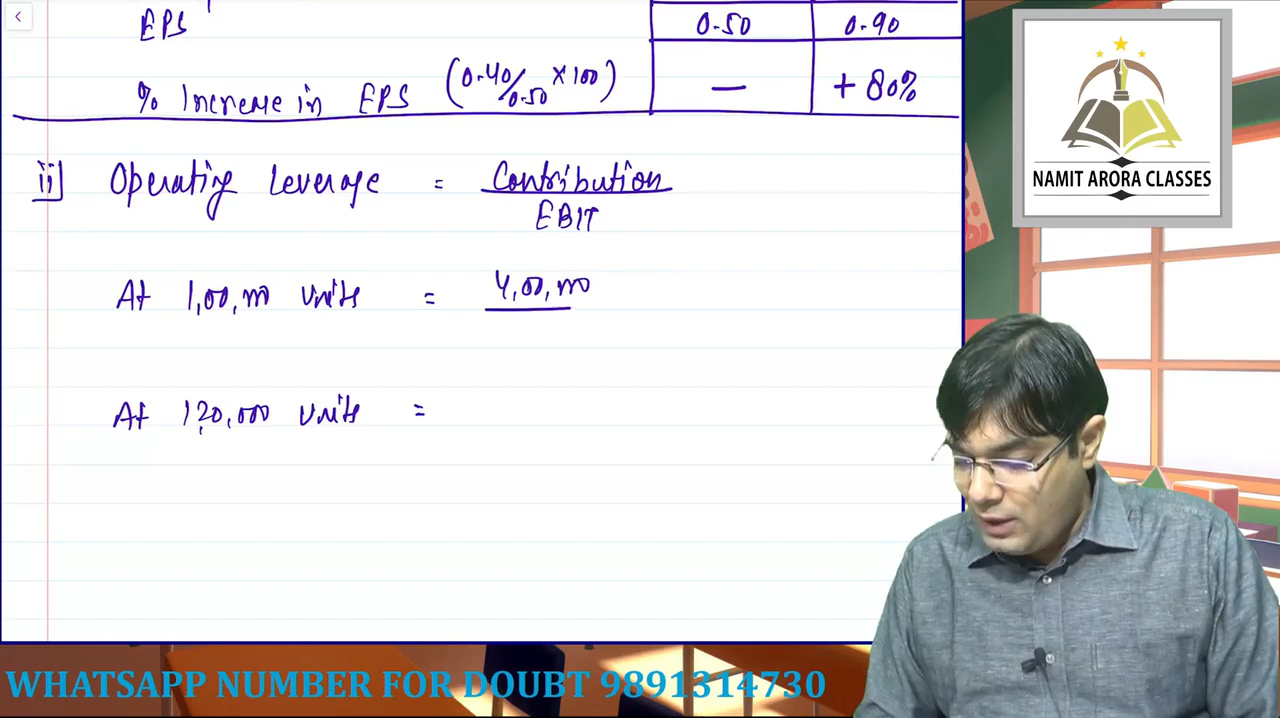 EPS 0.50 0.90
% Increase in EPS (0.40/0.50 × 100) — + 80%
ii] Operating Leverage = Contribution
EBIT
At 1,00,000 Units = 4,00,000
At 120,000 Units =
NAMIT ARORA CLASSES
WHATSAPP NUMBER FOR DOUBT 9891314730